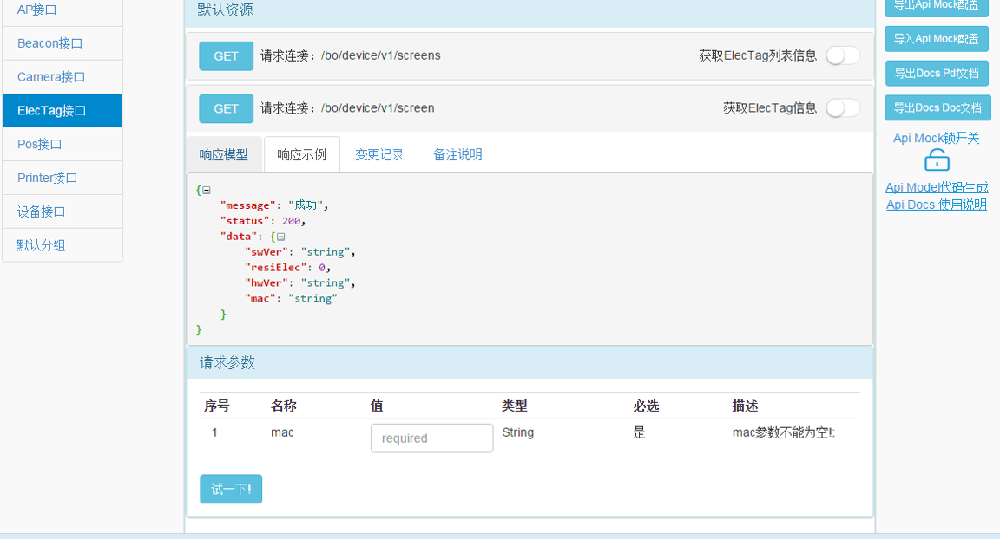 AP接口
Beacon接口
Camera接口
ElecTag接口
Pos接口
Printer接口
设备接口
默认分组
默认资源
GET 请求连接：/bo/device/v1/screens 获取ElecTag列表信息
GET 请求连接：/bo/device/v1/screen 获取ElecTag信息
响应模型 响应示例 变更记录 备注说明
{
"message": "成功",
"status": 200,
"data": {
"swVer": "string",
"resiElec": 0,
"hwVer": "string",
"mac": "string"
}
}
请求参数
序号 名称 值 类型 必选 描述
1 mac required String 是 mac参数不能为空!;
试一下!
导出Api Mock配置
导入Api Mock配置
导出Docs Pdf文档
导出Docs Doc文档
Api Mock锁开关
Api Model代码生成
Api Docs 使用说明